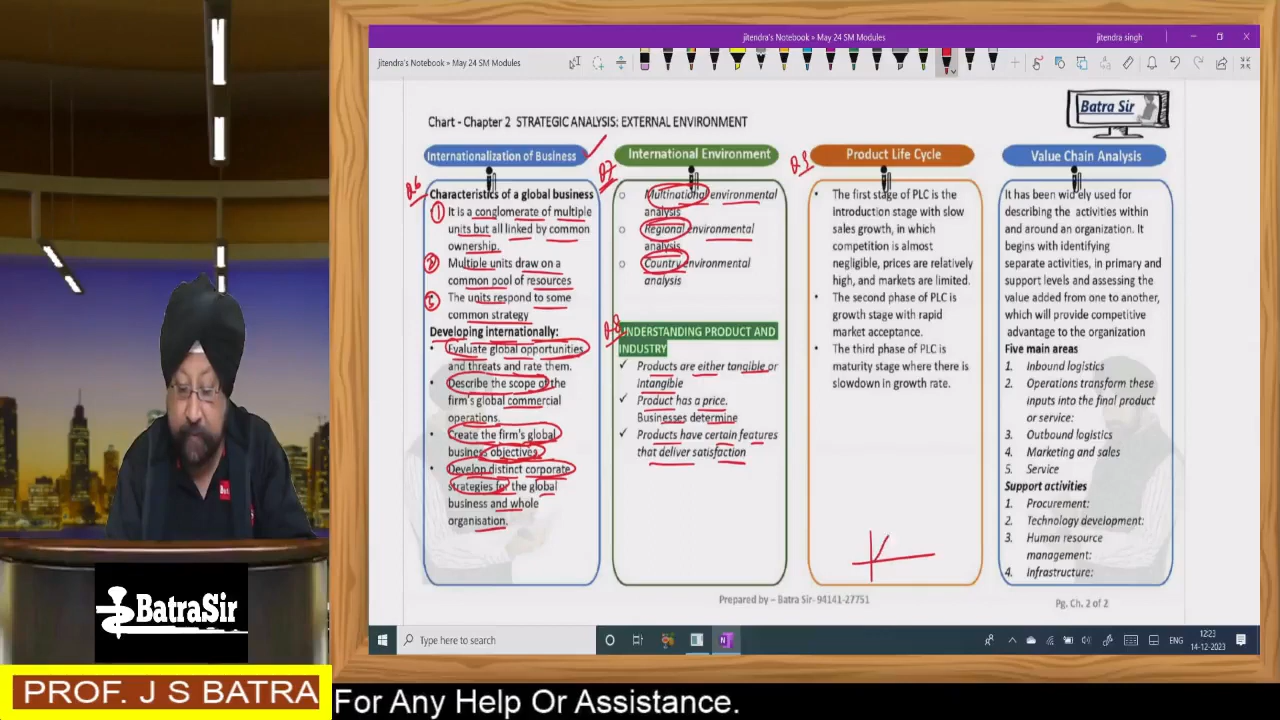 jitendra's Notebook » May 24 SM Modules
jitendra singh
jitendra's Notebook » May 24 SM Modules
Batra Sir
Chart - Chapter 2 STRATEGIC ANALYSIS: EXTERNAL ENVIRONMENT
Internationalization of Business
Q.6
Characteristics of a global business
1 It is a conglomerate of multiple
units but all linked by common
ownership.
2 Multiple units draw on a
common pool of resources
3 The units respond to some
common strategy
Developing internationally:
• Evaluate global opportunities
and threats and rate them.
• Describe the scope of the
firm's global commercial
operations.
• Create the firm's global
business objectives
• Develop distinct corporate
strategies for the global
business and whole
organisation.
Q.7
International Environment
o Multinational environmental
analysis
o Regional environmental
analysis
o Country environmental
analysis
Q.8
UNDERSTANDING PRODUCT AND
INDUSTRY
✓ Products are either tangible or
intangible
✓ Product has a price.
Businesses determine
✓ Products have certain features
that deliver satisfaction
Q.9
Product Life Cycle
• The first stage of PLC is the
introduction stage with slow
sales growth, in which
competition is almost
negligible, prices are relatively
high, and markets are limited.
• The second phase of PLC is
growth stage with rapid
market acceptance.
• The third phase of PLC is
maturity stage where there is
slowdown in growth rate.
Value Chain Analysis
It has been widely used for
describing the activities within
and around an organization. It
begins with identifying
separate activities, in primary and
support levels and assessing the
value added from one to another,
which will provide competitive
advantage to the organization
Five main areas
1. Inbound logistics
2. Operations transform these
inputs into the final product
or service:
3. Outbound logistics
4. Marketing and sales
5. Service
Support activities
1. Procurement:
2. Technology development:
3. Human resource
management:
4. Infrastructure:
Prepared by – Batra Sir- 94141-27751
Pg. Ch. 2 of 2
Type here to search
ENG
12:23
14-12-2023
BatraSir
PROF. J S BATRA
For Any Help Or Assistance.